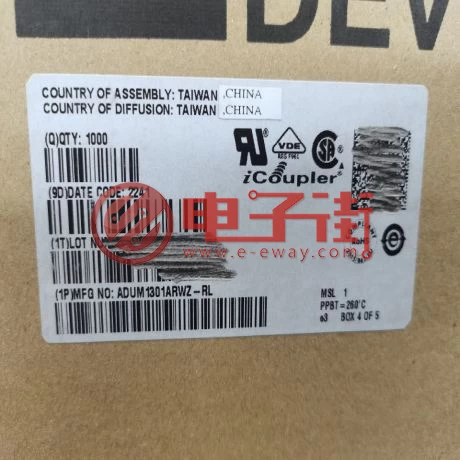 DEV
COUNTRY OF ASSEMBLY: TAIWAN ,CHINA
COUNTRY OF DIFFUSION: TAIWAN ,CHINA
(Q)QTY: 1000
VDE
iCoupler
(9D)DATE CODE: 224
电子街
www.e-eway.com
(1T)LOT N
(1P)MFG NO: ADUM1301ARWZ-RL
MSL 1
PPBT=260°C
e3 BOX 4 OF 5